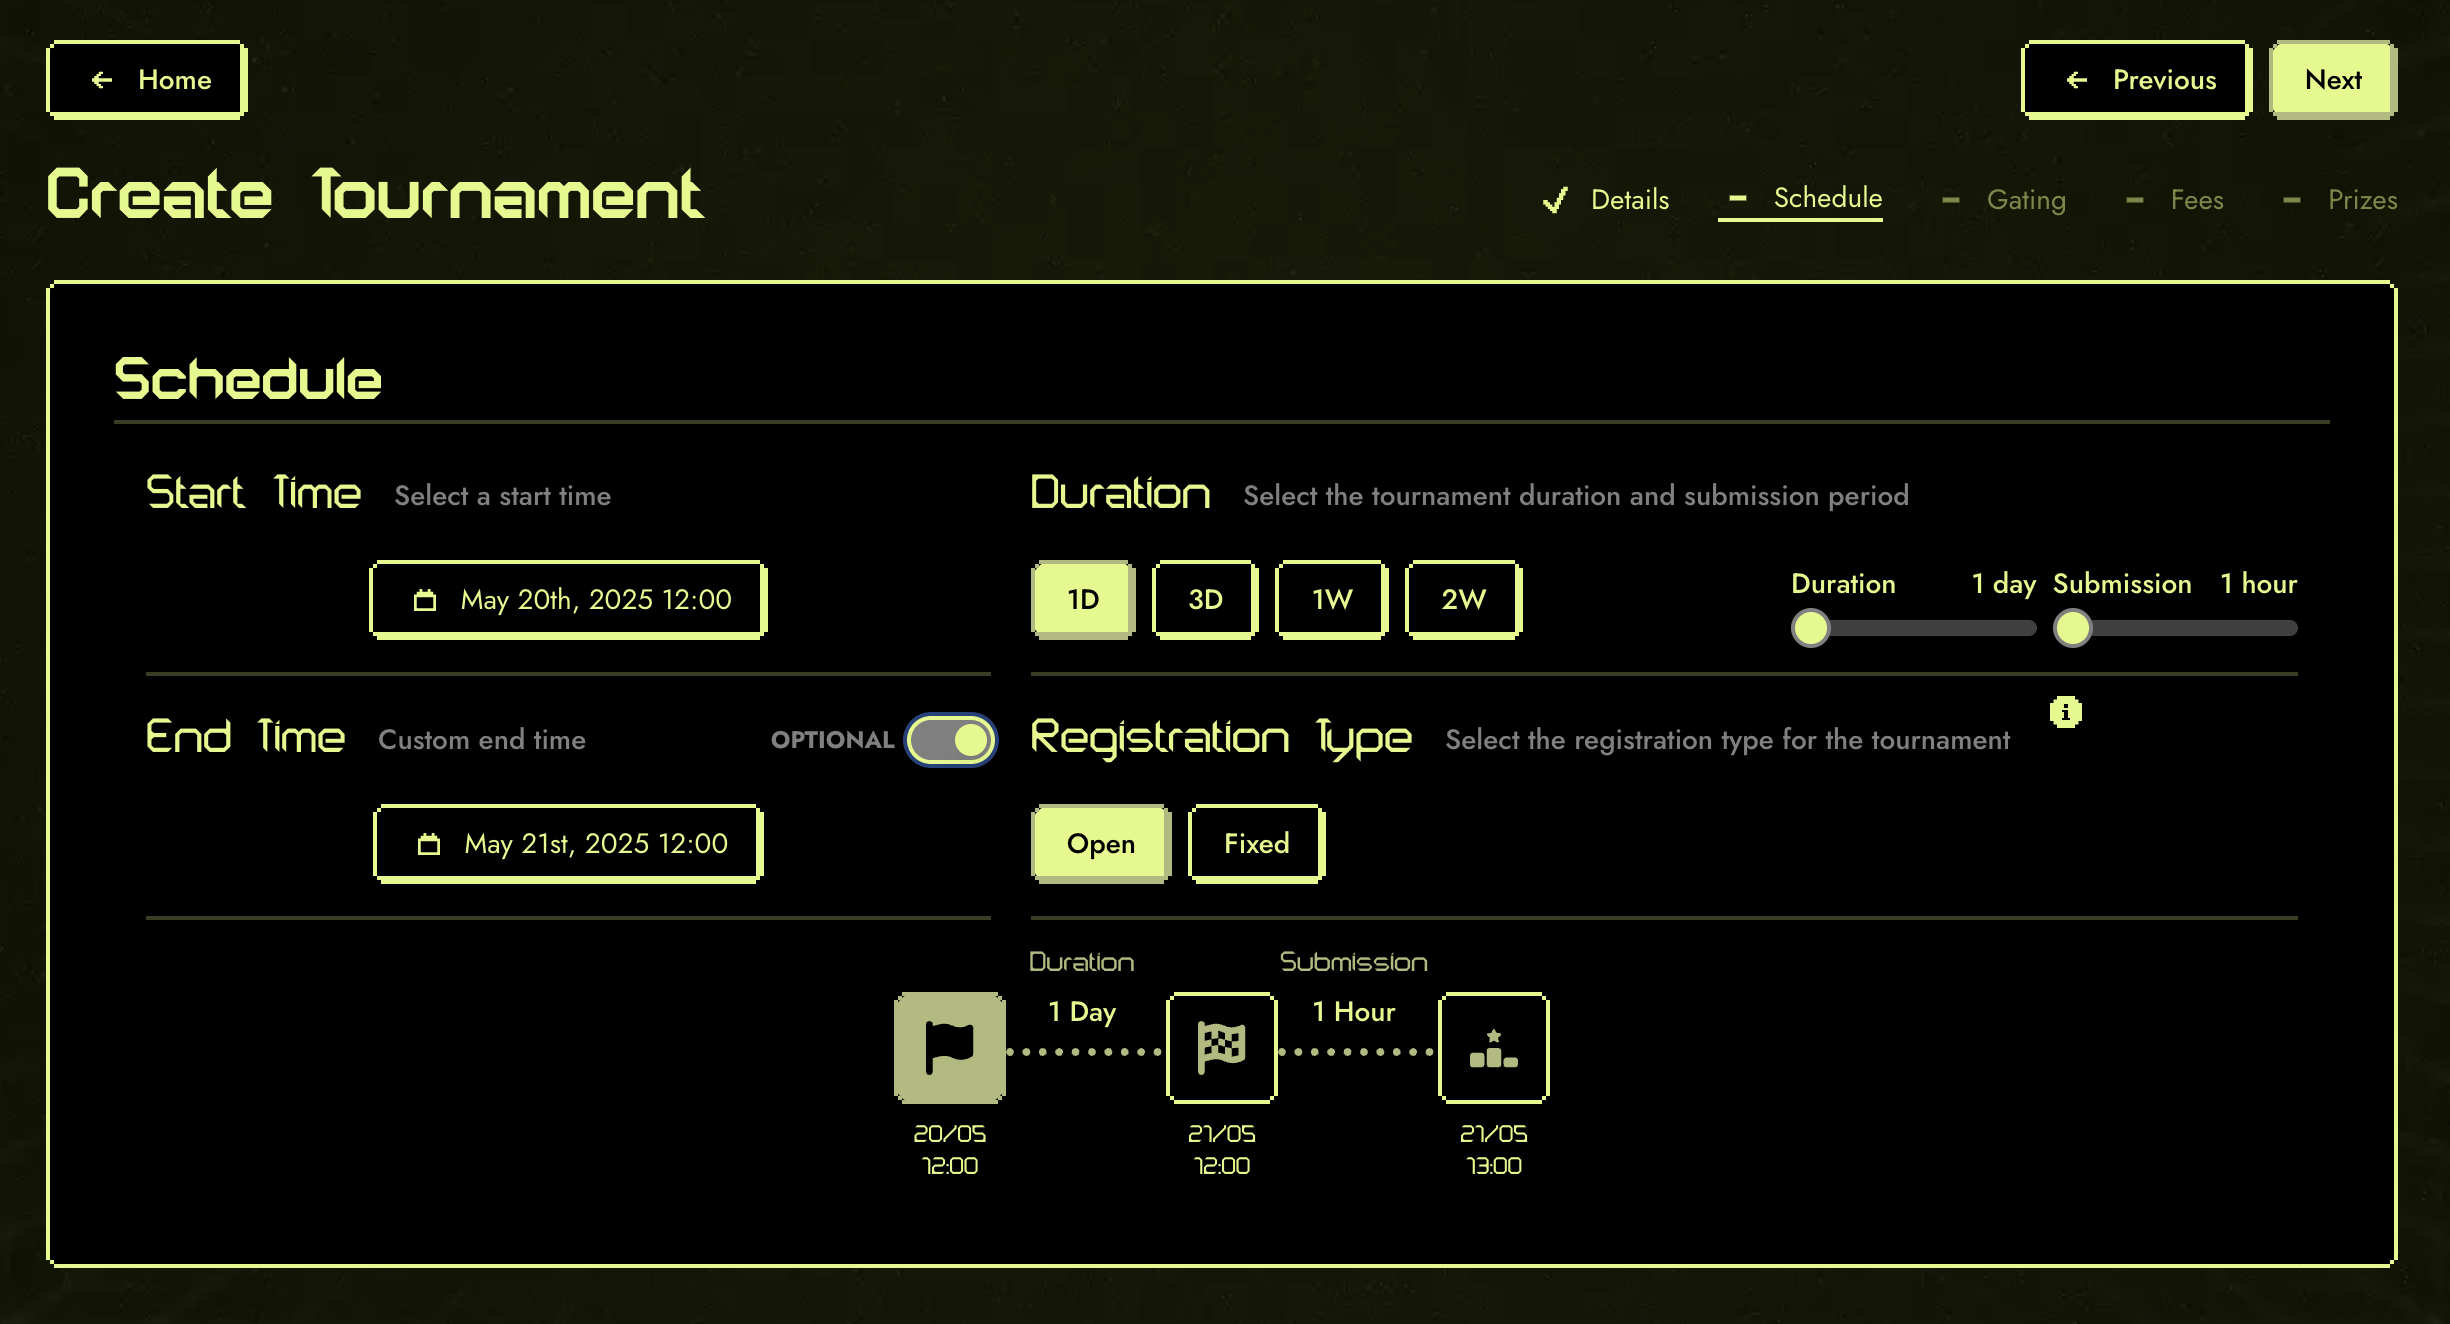 Home
Previous
Next
Create Tournament
Details
Schedule
Gating
Fees
Prizes
Schedule
Start Time Select a start time
May 20th, 2025 12:00
Duration Select the tournament duration and submission period
1D 3D 1W 2W
Duration 1 day
Submission 1 hour
End Time Custom end time OPTIONAL
May 21st, 2025 12:00
Registration Type Select the registration type for the tournament
Open Fixed
Duration
1 Day
Submission
1 Hour
20/05
12:00
21/05
12:00
21/05
13:00